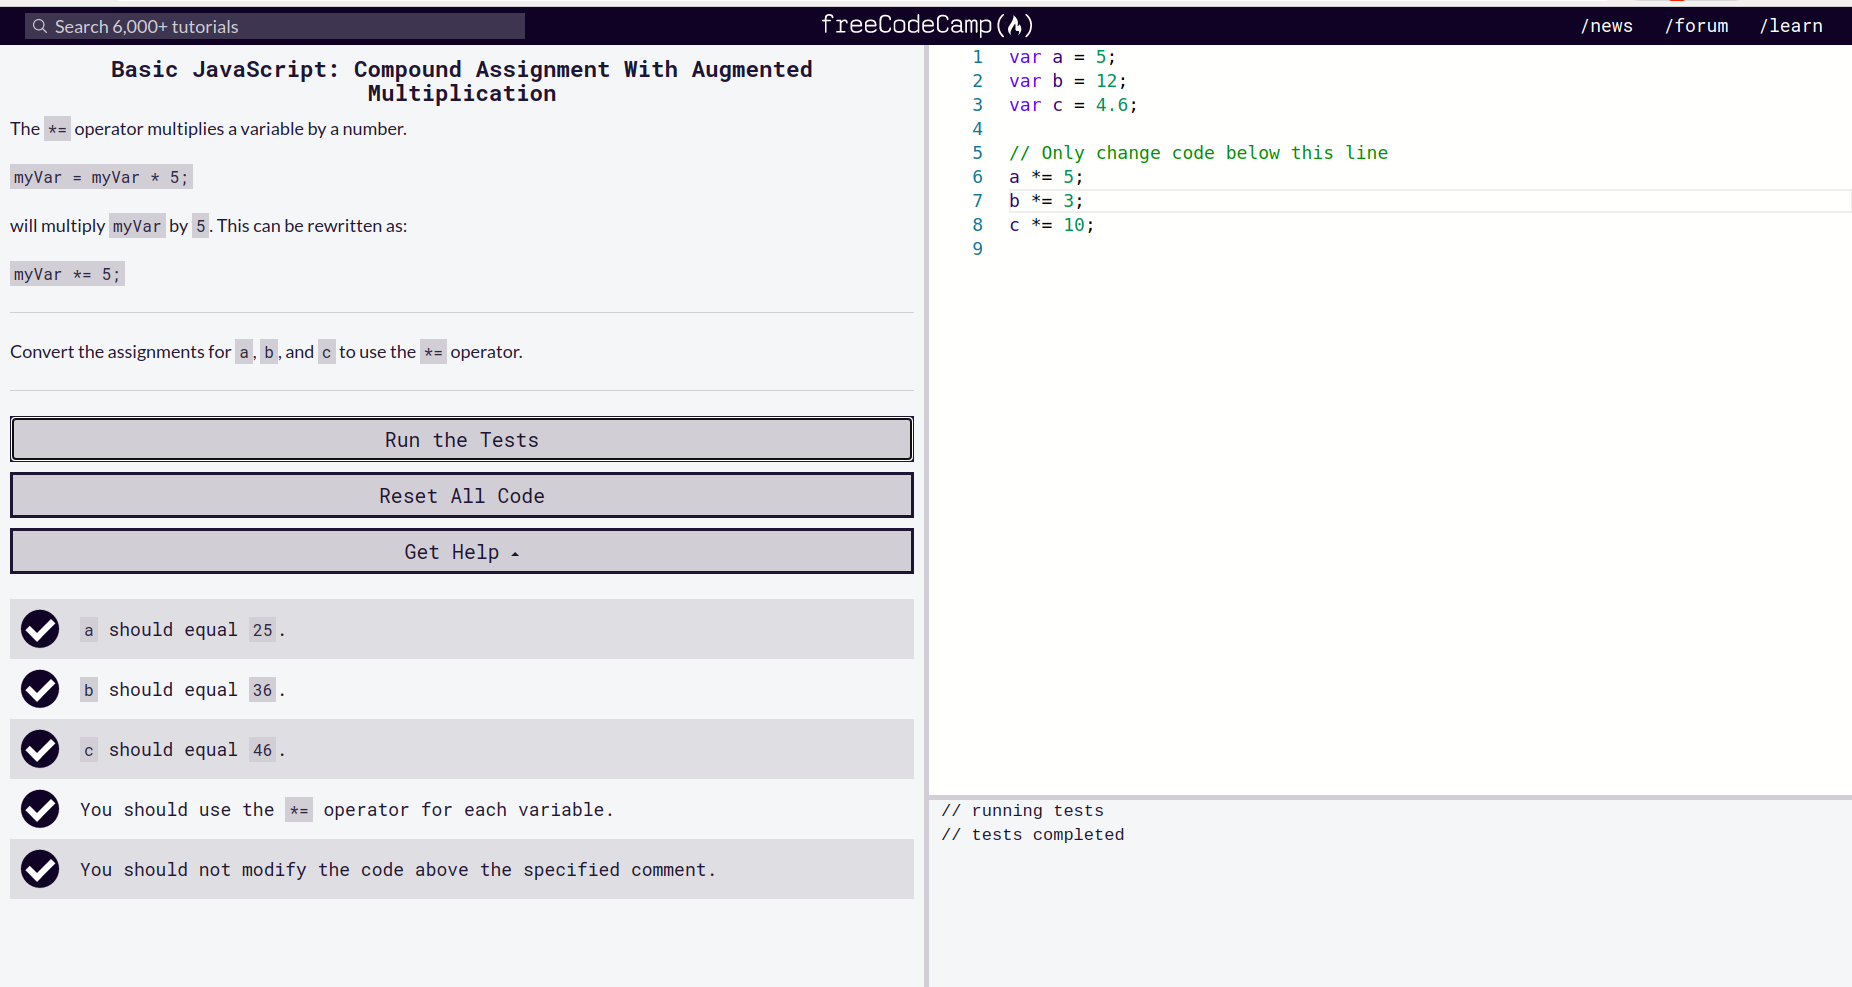 Search 6,000+ tutorials
freeCodeCamp(🔥)
/news /forum /learn
Basic JavaScript: Compound Assignment With Augmented
Multiplication
The *= operator multiplies a variable by a number.
myVar = myVar * 5;
will multiply myVar by 5. This can be rewritten as:
myVar *= 5;
Convert the assignments for a, b, and c to use the *= operator.
Run the Tests
Reset All Code
Get Help
a should equal 25.
b should equal 36.
c should equal 46.
You should use the *= operator for each variable.
You should not modify the code above the specified comment.
1 var a = 5;
2 var b = 12;
3 var c = 4.6;
4
5 // Only change code below this line
6 a *= 5;
7 b *= 3;
8 c *= 10;
9
// running tests
// tests completed